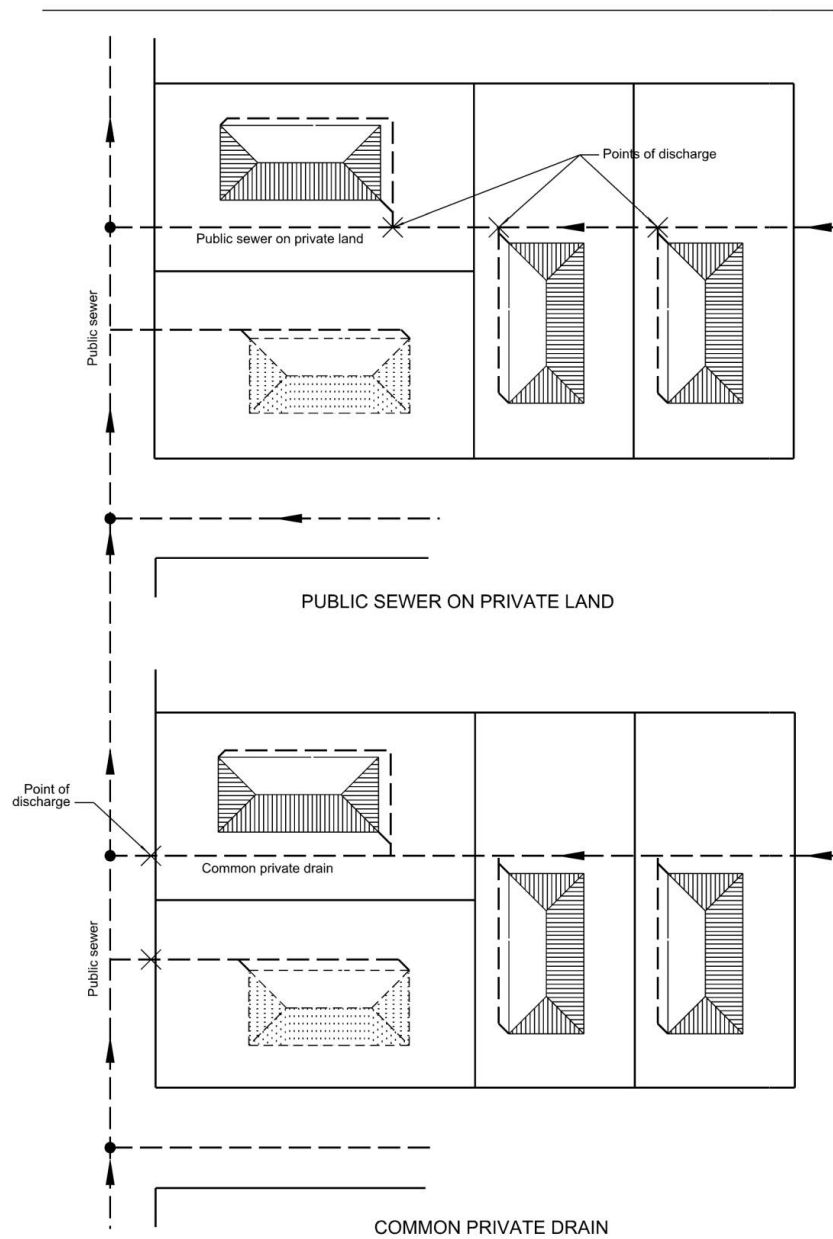 Points of discharge
Public sewer on private land
Public sewer
PUBLIC SEWER ON PRIVATE LAND
Point of
discharge
Common private drain
Public sewer
COMMON PRIVATE DRAIN